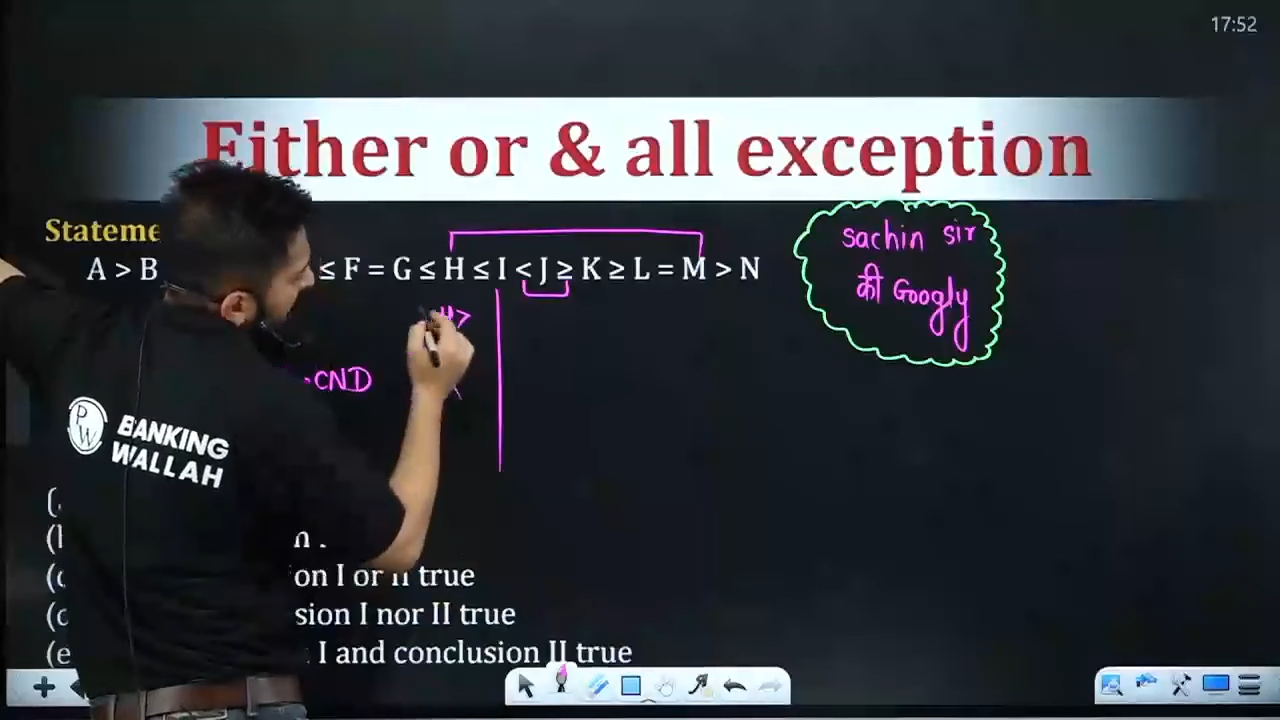 17:52
Either or & all exception
Stateme
sachin sir
A > B ≤ F = G ≤ H ≤ I < J ≥ K ≥ L = M > N
की Googly
H >
CND
PW
BANKING
WALLAH
on I or II true
sion I nor II true
I and conclusion II true